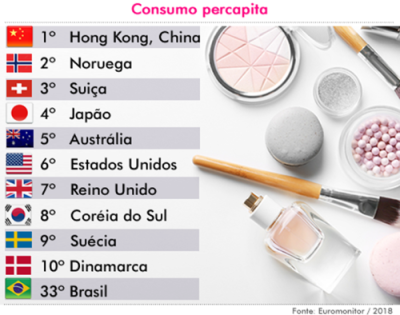 Consumo percapita
1º Hong Kong, China
2º Noruega
3º Suiça
4º Japão
5º Austrália
6º Estados Unidos
7º Reino Unido
8º Coréia do Sul
9º Suécia
10º Dinamarca
33º Brasil
Fonte: Euromonitor / 2018